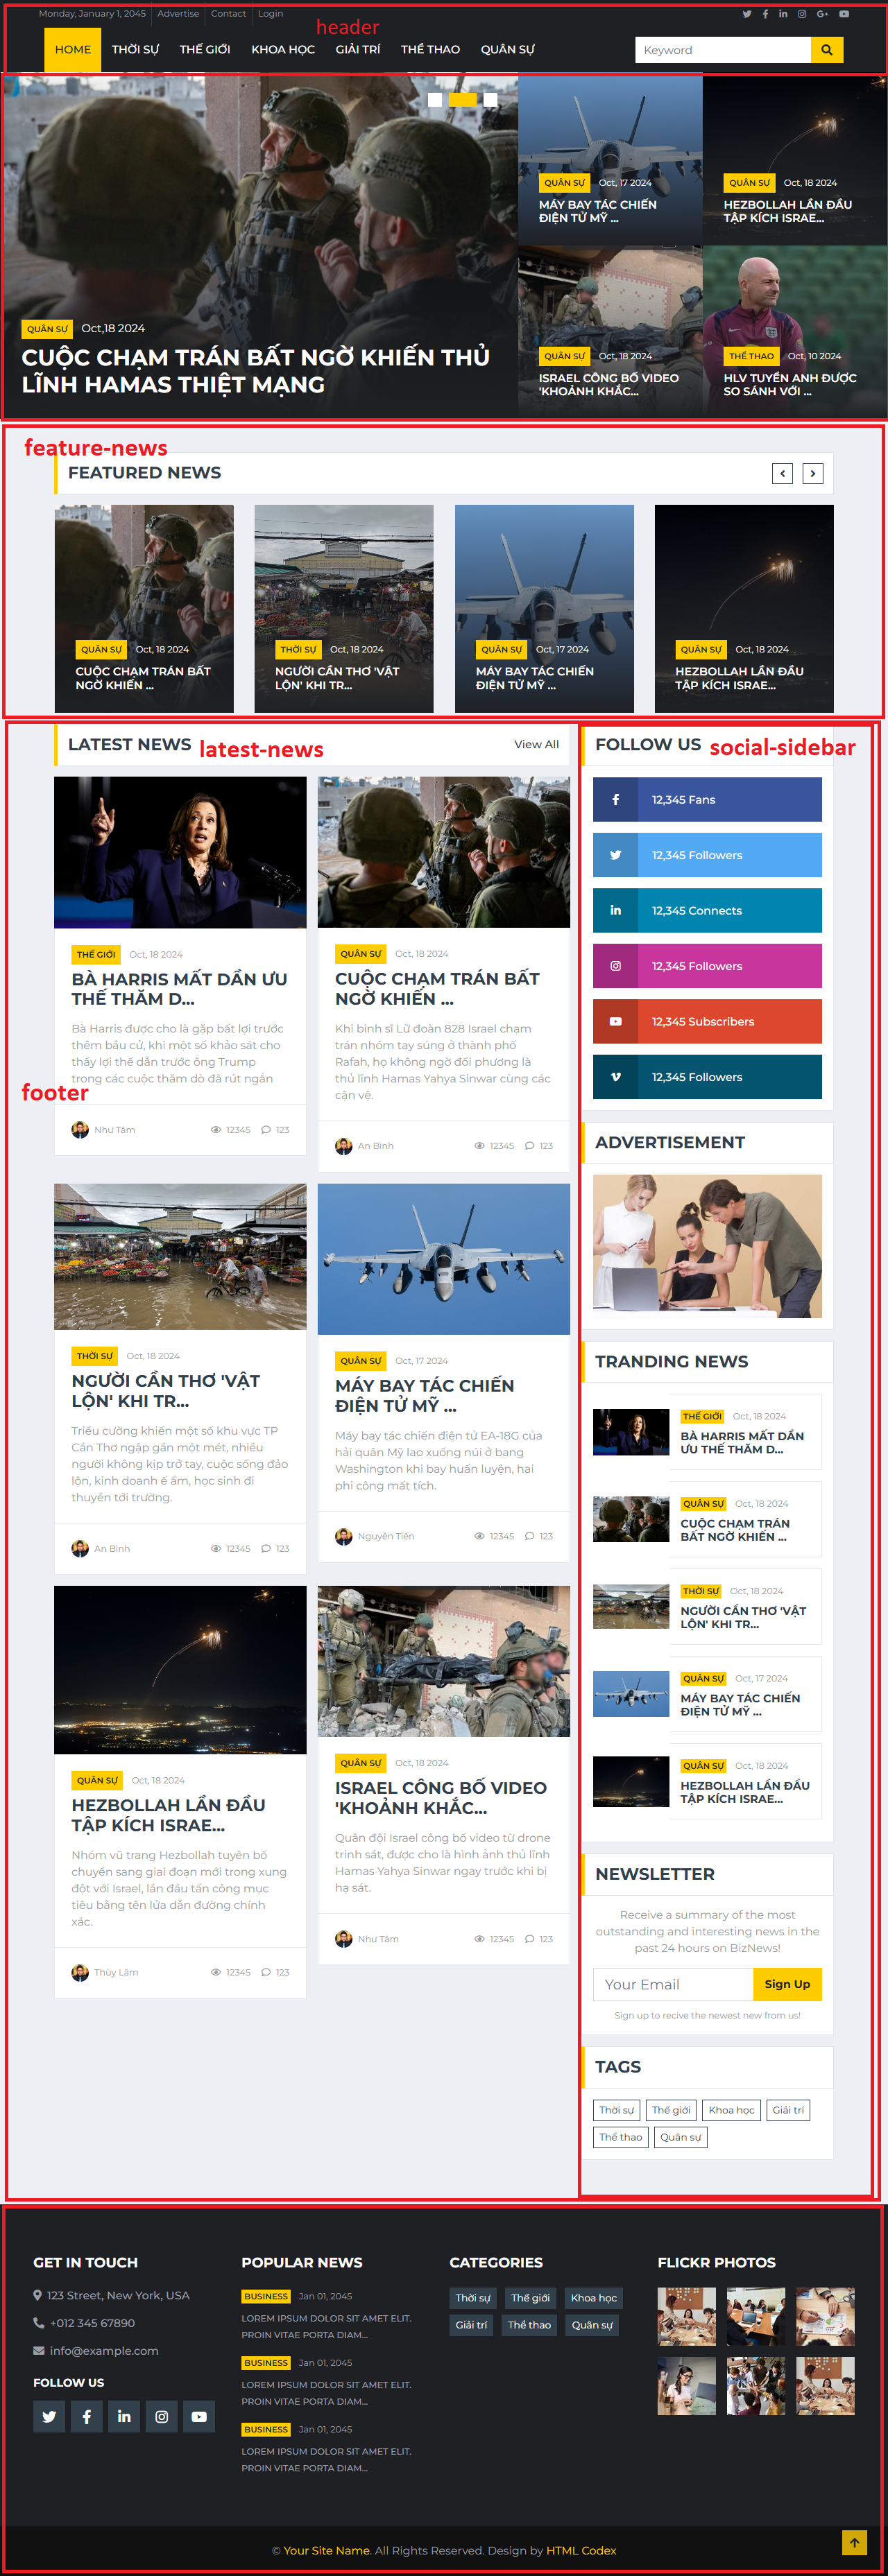 Monday, January 1, 2045 Advertise Contact Login
header
HOME THỜI SỰ THẾ GIỚI KHOA HỌC GIẢI TRÍ THỂ THAO QUÂN SỰ
Keyword
QUÂN SỰ Oct,18 2024
CUỘC CHẠM TRÁN BẤT NGỜ KHIẾN THỦ
LĨNH HAMAS THIỆT MẠNG
QUÂN SỰ Oct, 17 2024
MÁY BAY TÁC CHIẾN
ĐIỆN TỬ MỸ ...
QUÂN SỰ Oct, 18 2024
HEZBOLLAH LẦN ĐẦU
TẬP KÍCH ISRAE...
QUÂN SỰ Oct, 18 2024
ISRAEL CÔNG BỐ VIDEO
'KHOẢNH KHẮC...
THỂ THAO Oct, 10 2024
HLV TUYỂN ANH ĐƯỢC
SO SÁNH VỚI ...
feature-news
FEATURED NEWS
QUÂN SỰ Oct, 18 2024
CUỘC CHẠM TRÁN BẤT
NGỜ KHIẾN ...
THỜI SỰ Oct, 18 2024
NGƯỜI CẦN THƠ 'VẬT
LỘN' KHI TR...
QUÂN SỰ Oct, 17 2024
MÁY BAY TÁC CHIẾN
ĐIỆN TỬ MỸ ...
QUÂN SỰ Oct, 18 2024
HEZBOLLAH LẦN ĐẦU
TẬP KÍCH ISRAE...
LATEST NEWS latest-news View All
THẾ GIỚI Oct, 18 2024
BÀ HARRIS MẤT DẦN ƯU
THẾ THĂM D...
Bà Harris được cho là gặp bất lợi trước
thềm bầu cử, khi một số khảo sát cho
thấy lợi thế dẫn trước ông Trump
trong các cuộc thăm dò đã rút ngắn
footer
Như Tâm 12345 123
QUÂN SỰ Oct, 18 2024
CUỘC CHẠM TRÁN BẤT
NGỜ KHIẾN ...
Khi binh sĩ Lữ đoàn 828 Israel chạm
trán nhóm tay súng ở thành phố
Rafah, họ không ngờ đối phương là
thủ lĩnh Hamas Yahya Sinwar cùng các
cận vệ.
An Bình 12345 123
THỜI SỰ Oct, 18 2024
NGƯỜI CẦN THƠ 'VẬT
LỘN' KHI TR...
Triều cường khiến một số khu vực TP
Cần Thơ ngập gần một mét, nhiều
người không kịp trở tay, cuộc sống đảo
lộn, kinh doanh ế ẩm, học sinh đi
thuyền tới trường.
An Bình 12345 123
QUÂN SỰ Oct, 17 2024
MÁY BAY TÁC CHIẾN
ĐIỆN TỬ MỸ ...
Máy bay tác chiến điện tử EA-18G của
hải quân Mỹ lao xuống núi ở bang
Washington khi bay huấn luyện, hai
phi công mất tích.
Nguyễn Tiến 12345 123
QUÂN SỰ Oct, 18 2024
HEZBOLLAH LẦN ĐẦU
TẬP KÍCH ISRAE...
Nhóm vũ trang Hezbollah tuyên bố
chuyển sang giai đoạn mới trong xung
đột với Israel, lần đầu tấn công mục
tiêu bằng tên lửa dẫn đường chính
xác.
Thùy Lâm 12345 123
QUÂN SỰ Oct, 18 2024
ISRAEL CÔNG BỐ VIDEO
'KHOẢNH KHẮC...
Quân đội Israel công bố video từ drone
trinh sát, được cho là hình ảnh thủ lĩnh
Hamas Yahya Sinwar ngay trước khi bị
hạ sát.
Như Tâm 12345 123
FOLLOW US social-sidebar
12,345 Fans
12,345 Followers
12,345 Connects
12,345 Followers
12,345 Subscribers
12,345 Followers
ADVERTISEMENT
TRANDING NEWS
THẾ GIỚI Oct, 18 2024
BÀ HARRIS MẤT DẦN
ƯU THẾ THĂM D...
QUÂN SỰ Oct, 18 2024
CUỘC CHẠM TRÁN
BẤT NGỜ KHIẾN ...
THỜI SỰ Oct, 18 2024
NGƯỜI CẦN THƠ 'VẬT
LỘN' KHI TR...
QUÂN SỰ Oct, 17 2024
MÁY BAY TÁC CHIẾN
ĐIỆN TỬ MỸ ...
QUÂN SỰ Oct, 18 2024
HEZBOLLAH LẦN ĐẦU
TẬP KÍCH ISRAE...
NEWSLETTER
Receive a summary of the most
outstanding and interesting news in the
past 24 hours on BizNews!
Your Email Sign Up
Sign up to recive the newest new from us!
TAGS
Thời sự Thế giới Khoa học Giải trí
Thể thao Quân sự
GET IN TOUCH
123 Street, New York, USA
+012 345 67890
info@example.com
FOLLOW US
POPULAR NEWS
BUSINESS Jan 01, 2045
LOREM IPSUM DOLOR SIT AMET ELIT.
PROIN VITAE PORTA DIAM...
BUSINESS Jan 01, 2045
LOREM IPSUM DOLOR SIT AMET ELIT.
PROIN VITAE PORTA DIAM...
BUSINESS Jan 01, 2045
LOREM IPSUM DOLOR SIT AMET ELIT.
PROIN VITAE PORTA DIAM...
CATEGORIES
Thời sự Thế giới Khoa học
Giải trí Thể thao Quân sự
FLICKR PHOTOS
© Your Site Name. All Rights Reserved. Design by HTML Codex